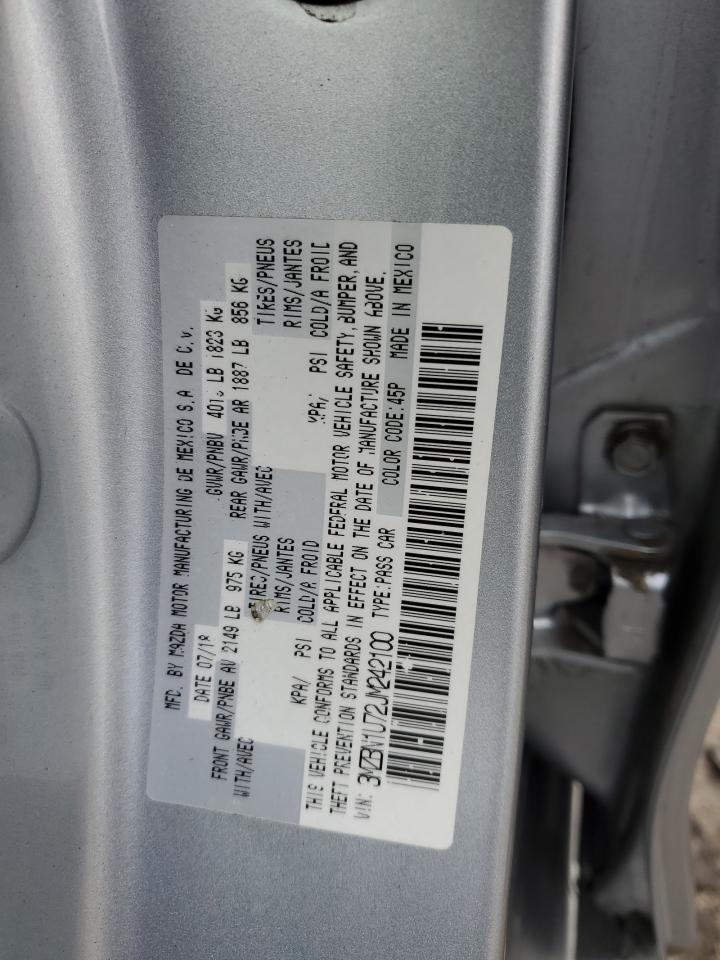 MFD. BY MAZDA MOTOR MANUFACTURING DE MEXICO S.A. DE C.V.
DATE 07/18 GVWR/PNBV 4019 LB 1823 KG
FRONT GAWR/PNBE AV 2149 LB 975 KG REAR GAWR/PNBE AR 1887 LB 856 KG
WITH/AVEC TIRES/PNEUS WITH/AVEC TIRES/PNEUS
RIMS/JANTES RIMS/JANTES
KPA/ PSI COLD/A FROID KPA/ PSI COLD/A FROID
THIS VEHICLE CONFORMS TO ALL APPLICABLE FEDERAL MOTOR VEHICLE SAFETY, BUMPER, AND
THEFT PREVENTION STANDARDS IN EFFECT ON THE DATE OF MANUFACTURE SHOWN ABOVE.
VIN: 3MZBN1U72JM242100 TYPE:PASS CAR COLOR CODE:45P MADE IN MEXICO